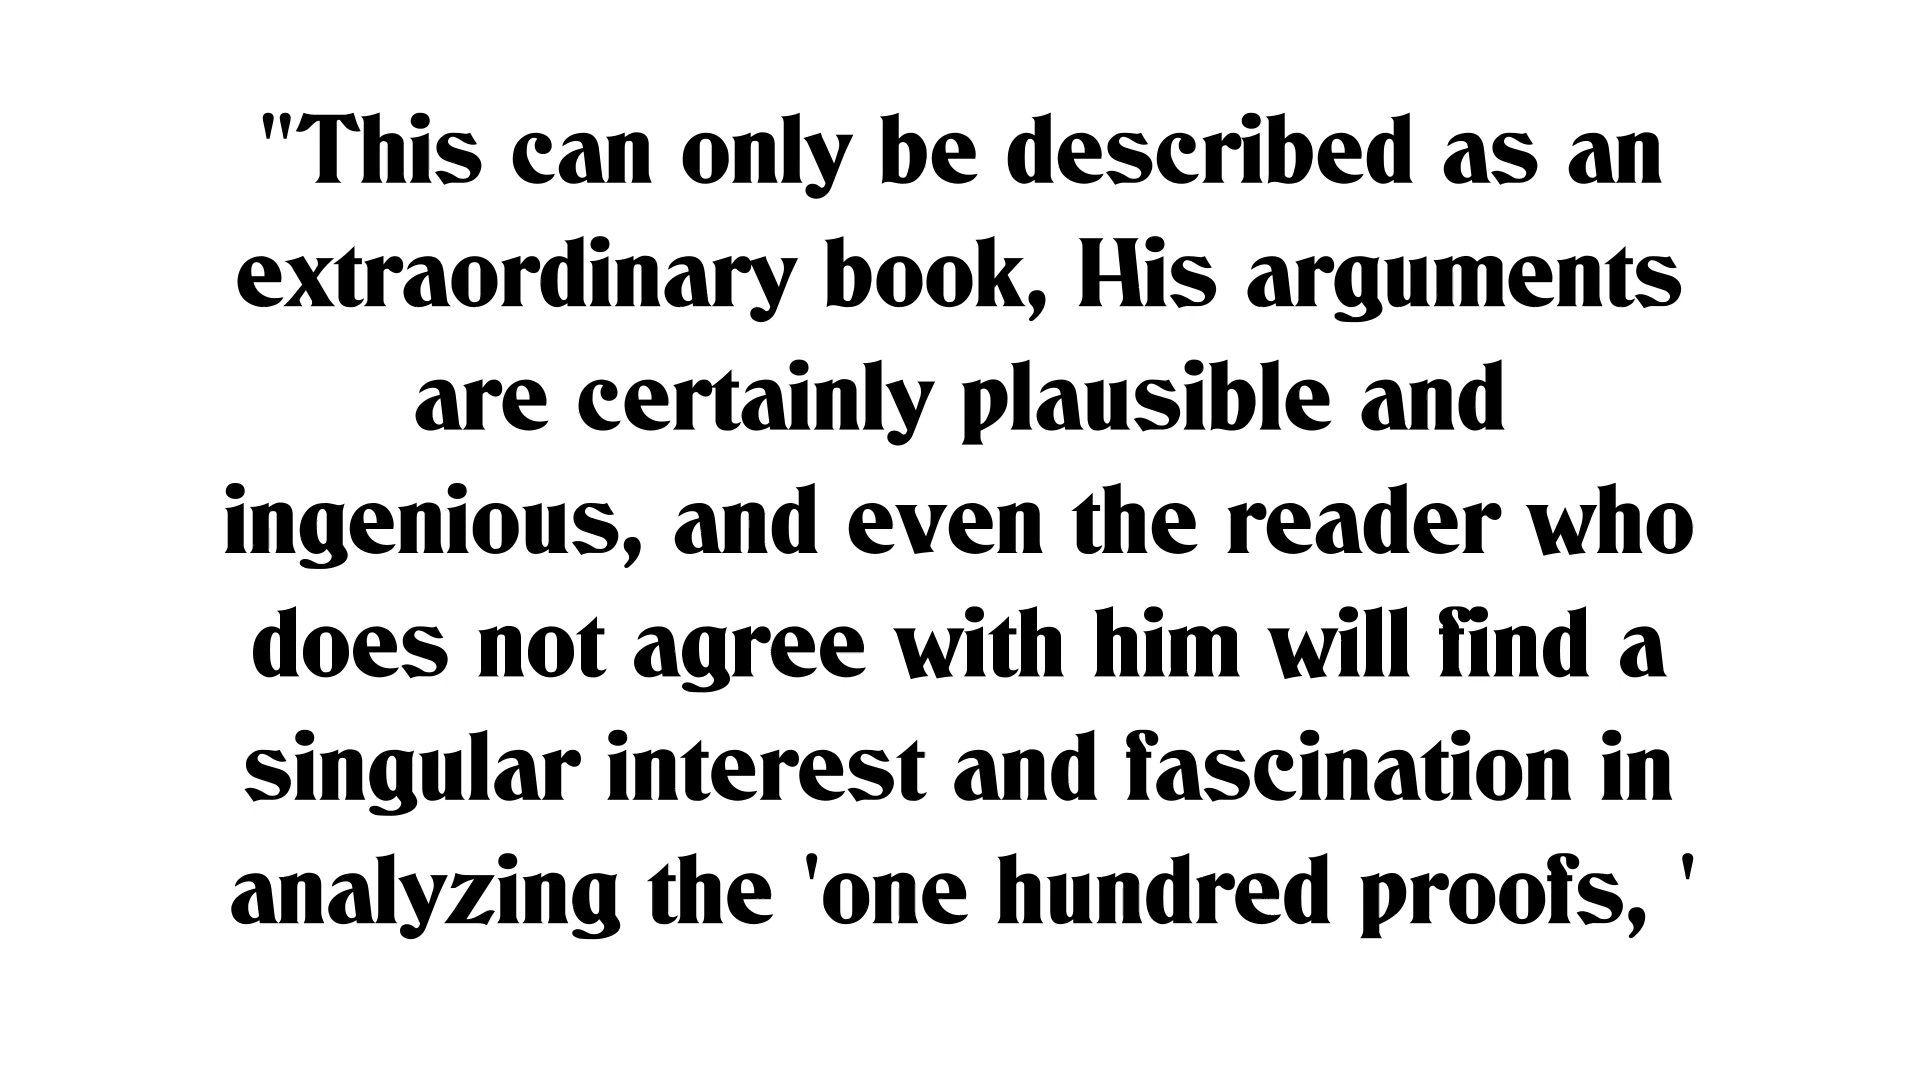 "This can only be described as an
extraordinary book, His arguments
are certainly plausible and
ingenious, and even the reader who
does not agree with him will find a
singular interest and fascination in
analyzing the 'one hundred proofs, '